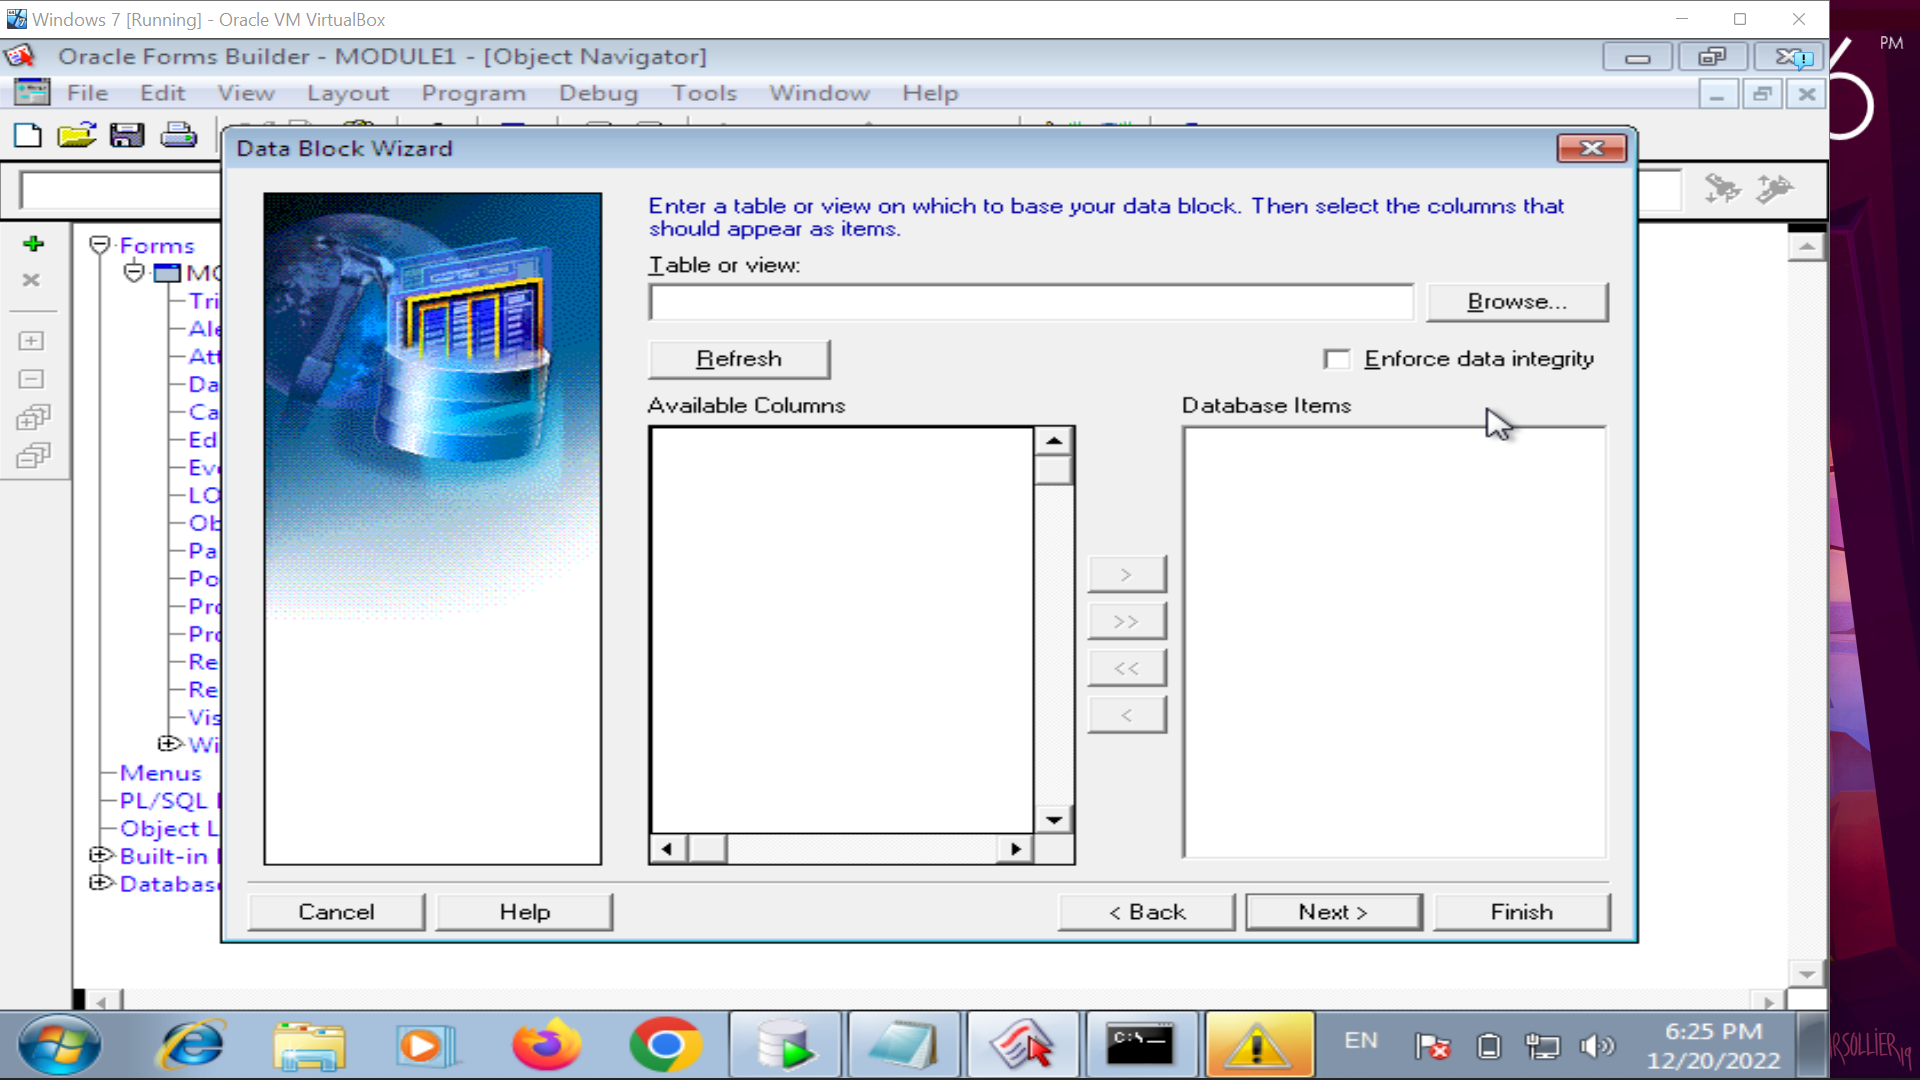 Windows 7 [Running] - Oracle VM VirtualBox
PM
Oracle Forms Builder - MODULE1 - [Object Navigator]
File Edit View Layout Program Debug Tools Window Help
Data Block Wizard
Enter a table or view on which to base your data block. Then select the columns that
should appear as items.
Table or view:
Browse...
Refresh
Enforce data integrity
Available Columns
Database Items
>
>>
<<
<
Cancel
Help
< Back
Next >
Finish
Forms
MO
Tri
Ale
Att
Da
Ca
Ed
Eve
LO
Ob
Pa
Po
Pro
Pro
Re
Re
Vis
Wi
Menus
PL/SQL
Object L
Built-in
Databas
C:\_
EN
6:25 PM
12/20/2022
RSOLLIER19